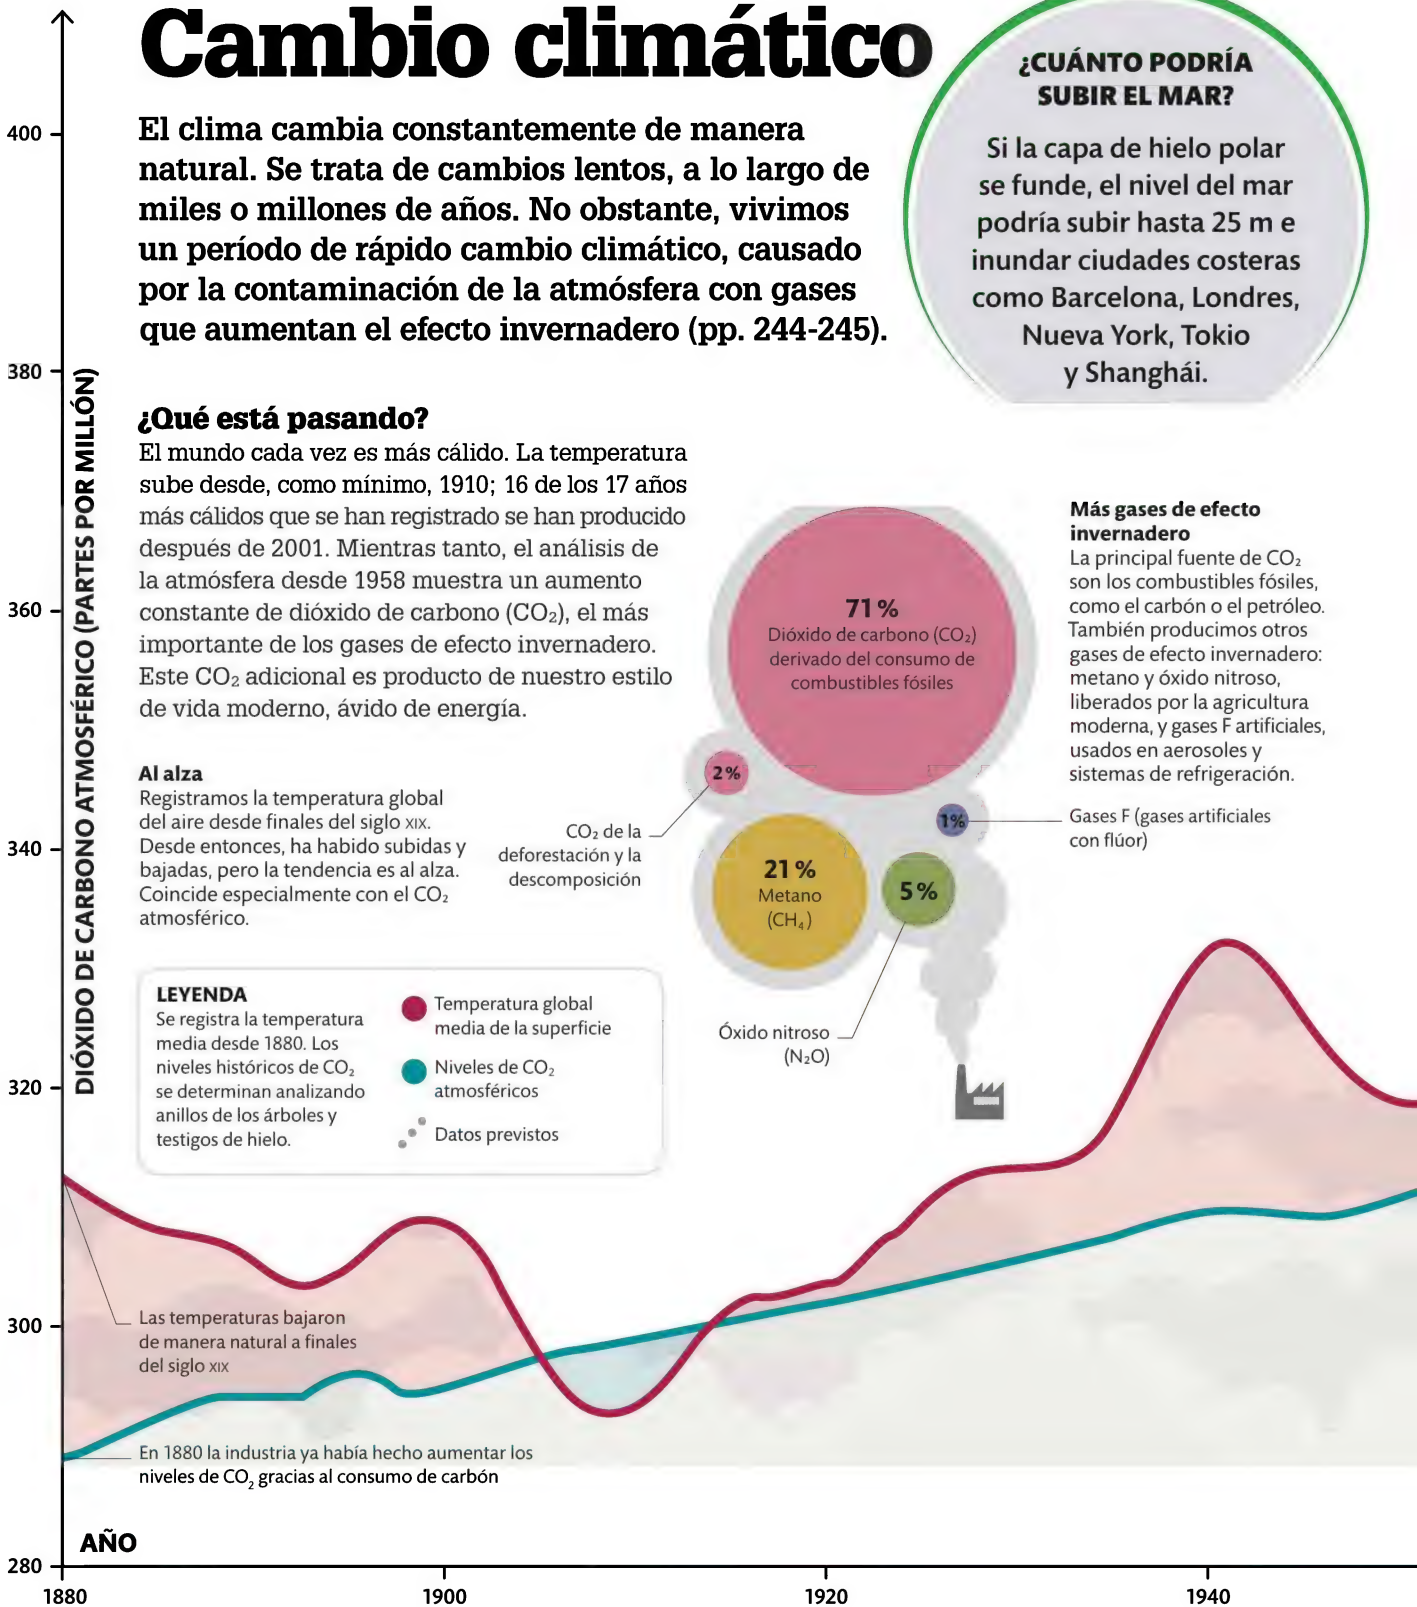 Cambio climático
El clima cambia constantemente de manera
natural. Se trata de cambios lentos, a lo largo de
miles o millones de años. No obstante, vivimos
un período de rápido cambio climático, causado
por la contaminación de la atmósfera con gases
que aumentan el efecto invernadero (pp. 244-245).
¿CUÁNTO PODRÍA
SUBIR EL MAR?
Si la capa de hielo polar
se funde, el nivel del mar
podría subir hasta 25 m e
inundar ciudades costeras
como Barcelona, Londres,
Nueva York, Tokio
y Shanghái.
¿Qué está pasando?
El mundo cada vez es más cálido. La temperatura
sube desde, como mínimo, 1910; 16 de los 17 años
más cálidos que se han registrado se han producido
después de 2001. Mientras tanto, el análisis de
la atmósfera desde 1958 muestra un aumento
constante de dióxido de carbono (CO₂), el más
importante de los gases de efecto invernadero.
Este CO₂ adicional es producto de nuestro estilo
de vida moderno, ávido de energía.
Al alza
Registramos la temperatura global
del aire desde finales del siglo XIX.
Desde entonces, ha habido subidas y
bajadas, pero la tendencia es al alza.
Coincide especialmente con el CO₂
atmosférico.
71%
Dióxido de carbono (CO₂)
derivado del consumo de
combustibles fósiles
2%
CO₂ de la
deforestación y la
descomposición
21%
Metano
(CH₄)
5%
Óxido nitroso
(N₂O)
1%
Gases F (gases artificiales
con flúor)
Más gases de efecto
invernadero
La principal fuente de CO₂
son los combustibles fósiles,
como el carbón o el petróleo.
También producimos otros
gases de efecto invernadero:
metano y óxido nitroso,
liberados por la agricultura
moderna, y gases F artificiales,
usados en aerosoles y
sistemas de refrigeración.
LEYENDA
Se registra la temperatura
media desde 1880. Los
niveles históricos de CO₂
se determinan analizando
anillos de los árboles y
testigos de hielo.
Temperatura global
media de la superficie
Niveles de CO₂
atmosféricos
Datos previstos
Las temperaturas bajaron
de manera natural a finales
del siglo XIX
En 1880 la industria ya había hecho aumentar los
niveles de CO₂ gracias al consumo de carbón
DIÓXIDO DE CARBONO ATMOSFÉRICO (PARTES POR MILLÓN)
400
380
360
340
320
300
280
AÑO
1880
1900
1920
1940